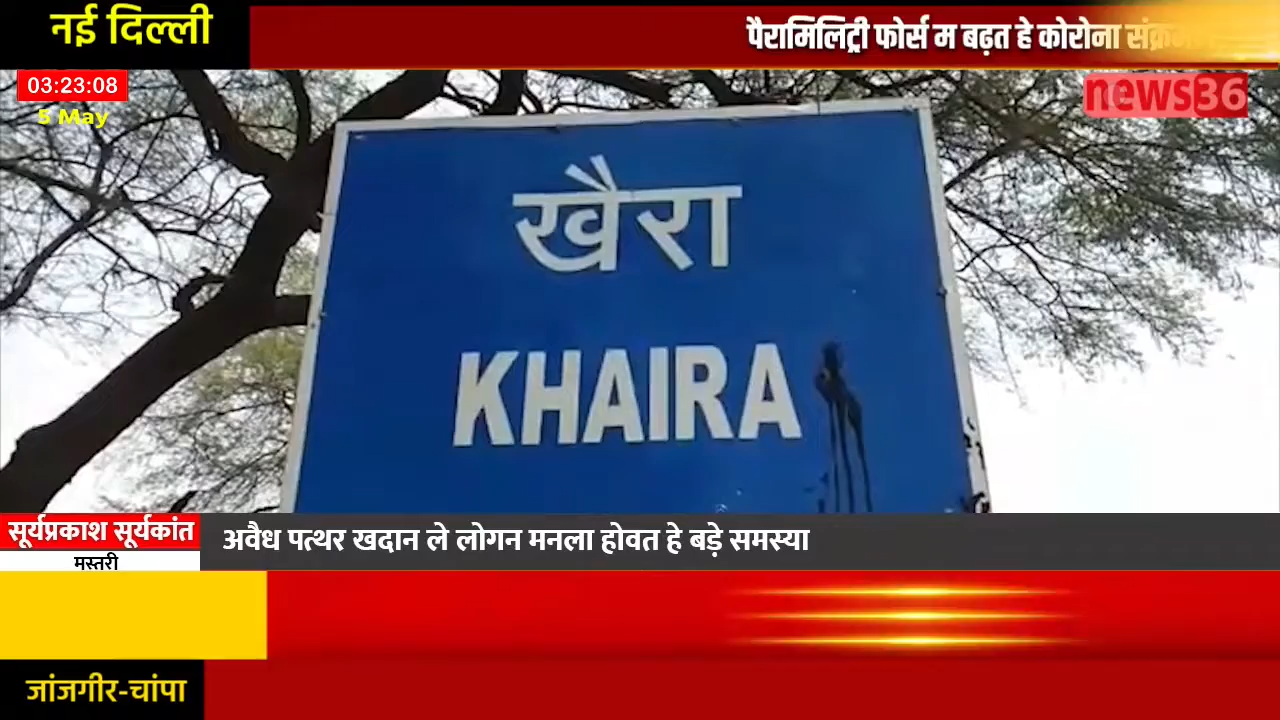 नई दिल्ली
पैरामिलिट्री फोर्स म बढ़त हे कोरोना
03:23:08
5 May
news36
खैरा
KHAIRA
सूर्यप्रकाश सूर्यकांत
मस्तूरी
अवैध पत्थर खदान ले लोगन मनला होवत हे बड़े समस्या
जांजगीर-चांपा